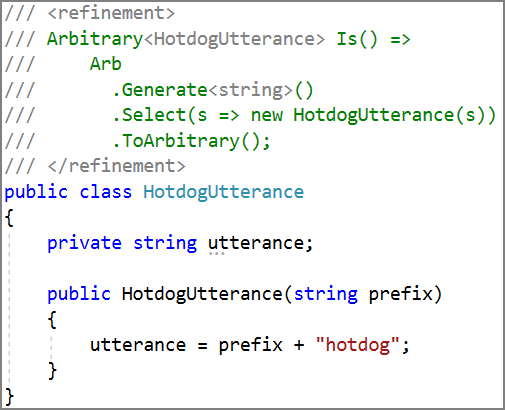 /// <refinement>
/// Arbitrary<HotdogUtterance> Is() =>
///     Arb
///       .Generate<string>()
///       .Select(s => new HotdogUtterance(s))
///       .ToArbitrary();
/// </refinement>
public class HotdogUtterance
{
    private string utterance;

    public HotdogUtterance(string prefix)
    {
        utterance = prefix + "hotdog";
    }
}